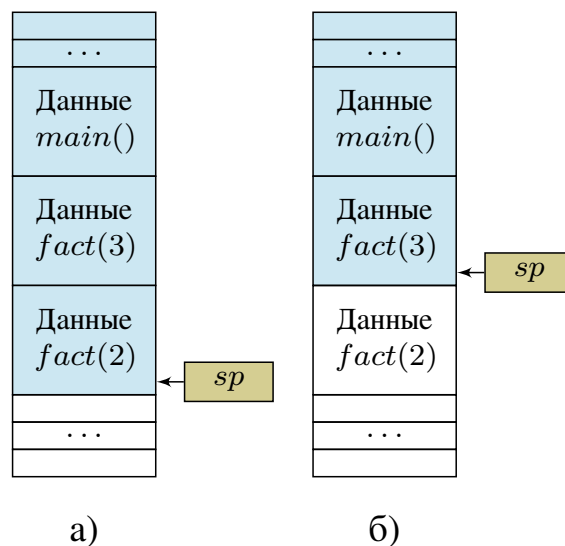 ...
Данные
main()
Данные
fact(3)
Данные
fact(2)
sp
...
а)
...
Данные
main()
Данные
fact(3)
sp
Данные
fact(2)
...
б)